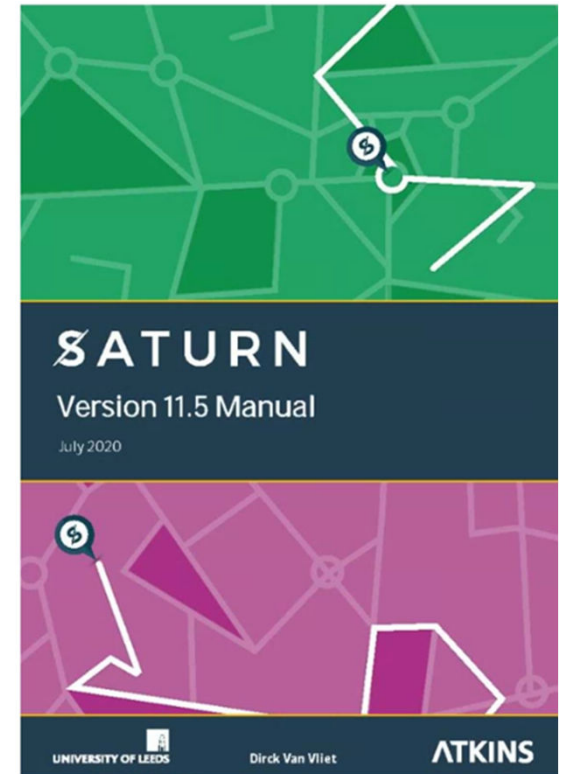 SATURN
Version 11.5 Manual
July 2020
UNIVERSITY OF LEEDS
Dirck Van Vliet
ATKINS